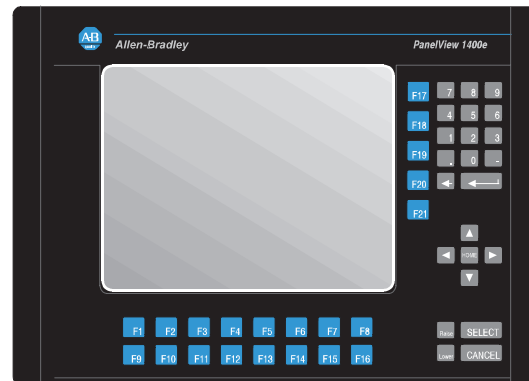 AB
Allen-Bradley
PanelView 1400e
F17
7 8 9
F18
4 5 6
F19
1 2 3
F20
. 0 -
F21
HOME
F1 F2 F3 F4 F5 F6 F7 F8
Raise SELECT
F9 F10 F11 F12 F13 F14 F15 F16
Lower CANCEL